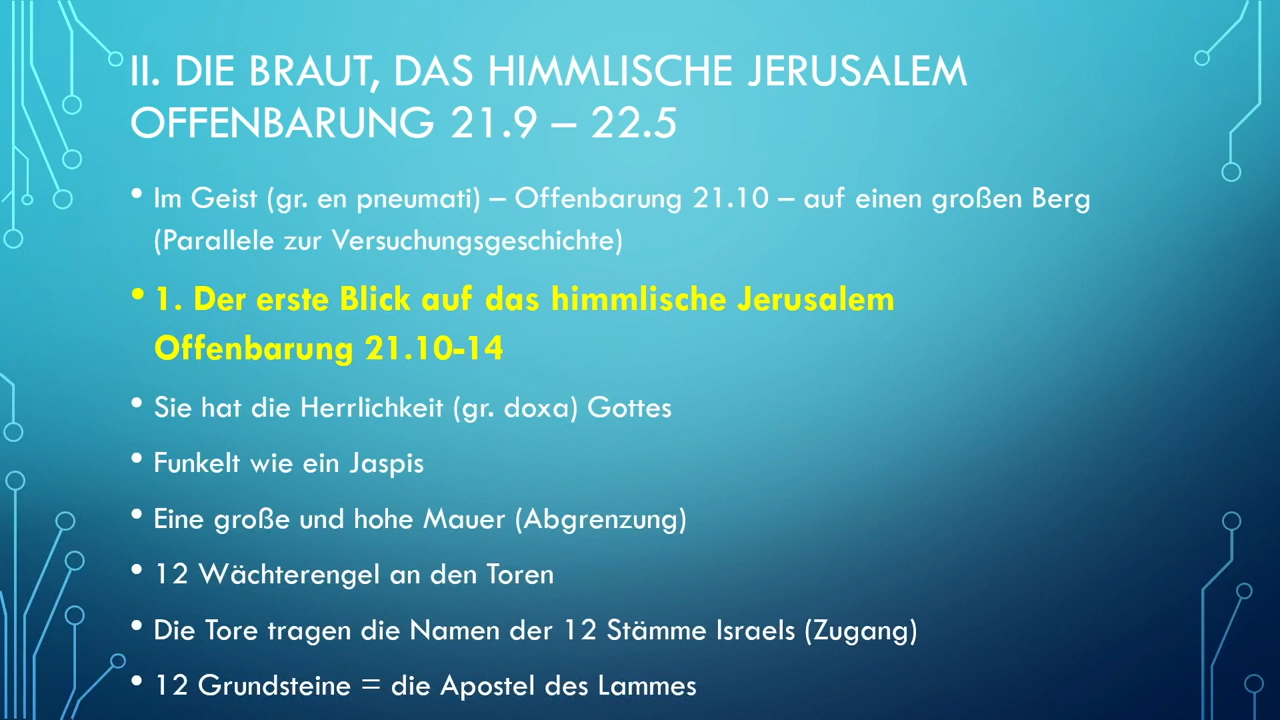 II. DIE BRAUT, DAS HIMMLISCHE JERUSALEM
OFFENBARUNG 21.9 – 22.5
• Im Geist (gr. en pneumati) – Offenbarung 21.10 – auf einen großen Berg
(Parallele zur Versuchungsgeschichte)
• 1. Der erste Blick auf das himmlische Jerusalem
Offenbarung 21.10-14
• Sie hat die Herrlichkeit (gr. doxa) Gottes
• Funkelt wie ein Jaspis
• Eine große und hohe Mauer (Abgrenzung)
• 12 Wächterengel an den Toren
• Die Tore tragen die Namen der 12 Stämme Israels (Zugang)
• 12 Grundsteine = die Apostel des Lammes